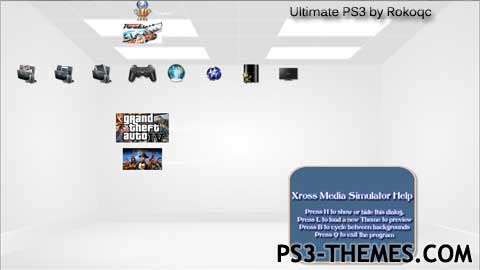 Ultimate PS3 by Rokoqc
Paradise
grand
theft
auto IV
Xross Media Simulator Help
Press H to show or hide this dialog.
Press L to load a new Theme to preview
Press B to cycle between backgrounds
Press Q to exit the program
PS3-THEMES.COM